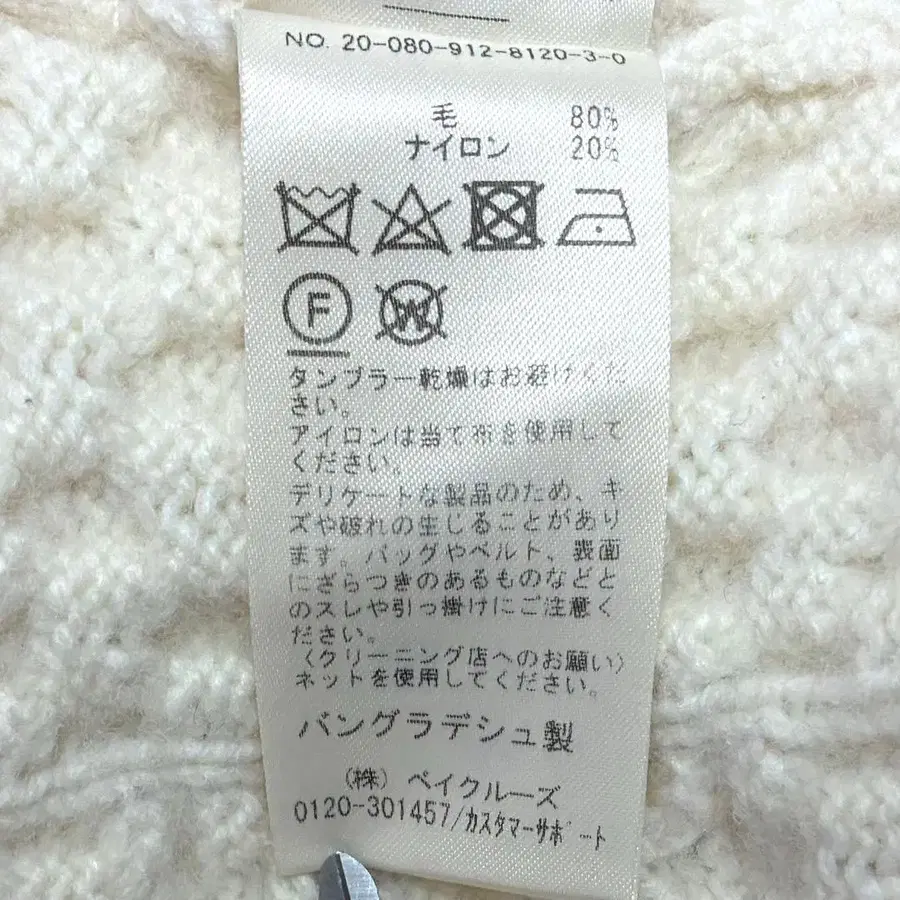 NO. 20-080-912-8120-3-0
毛 80%
ナイロン 20%
F
W
タンブラー乾燥はお避けくだ
さい。
アイロンは当て布を使用して
ください。
デリケートな製品のため、キ
ズや破れの生じることがあり
ます。バッグやベルト、表面
にざらつきのあるものなどと
のスレや引っ掛けにご注意く
ださい。
〈クリーニング店へのお願い〉
ネットを使用してください。
バングラデシュ製
（株）ベイクルーズ
0120-301457/カスタマーサポート